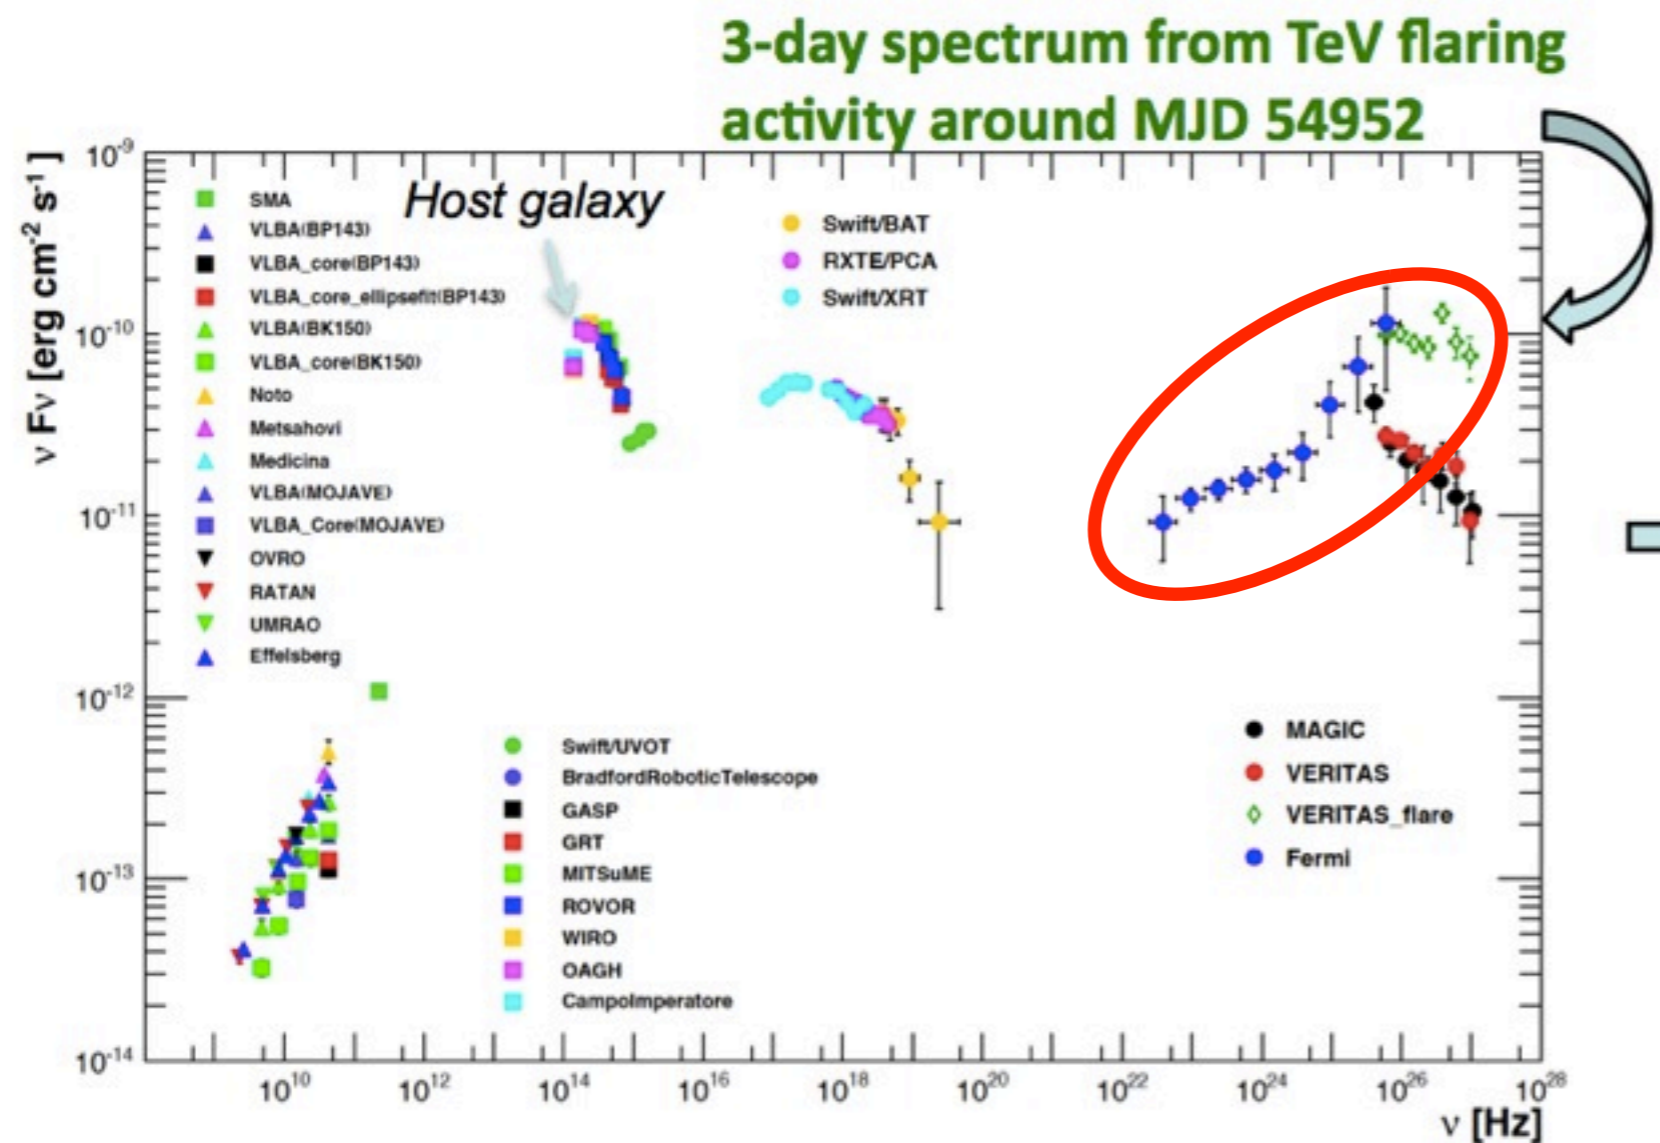 3-day spectrum from TeV flaring
activity around MJD 54952
ν Fν [erg cm⁻² s⁻¹]
10⁻⁹
10⁻¹⁰
10⁻¹¹
10⁻¹²
10⁻¹³
10⁻¹⁴
Host galaxy
SMA
VLBA(BP143)
VLBA_core(BP143)
VLBA_core_ellipsefit(BP143)
VLBA(BK150)
VLBA_core(BK150)
Noto
Metsahovi
Medicina
VLBA(MOJAVE)
VLBA_Core(MOJAVE)
OVRO
RATAN
UMRAO
Effelsberg
Swift/BAT
RXTE/PCA
Swift/XRT
Swift/UVOT
BradfordRoboticTelescope
GASP
GRT
MITSuME
ROVOR
WIRO
OAGH
CampoImperatore
MAGIC
VERITAS
VERITAS_flare
Fermi
10¹⁰ 10¹² 10¹⁴ 10¹⁶ 10¹⁸ 10²⁰ 10²² 10²⁴ 10²⁶ 10²⁸
ν [Hz]